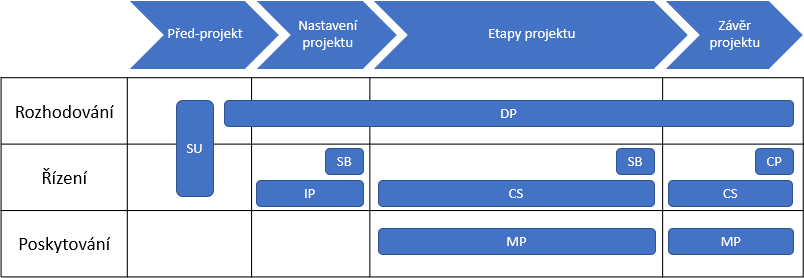 Před-projekt
Nastavení
projektu
Etapy projektu
Závěr
projektu
Rozhodování
SU
DP
Řízení
SB
SB
CP
IP
CS
CS
Poskytování
MP
MP